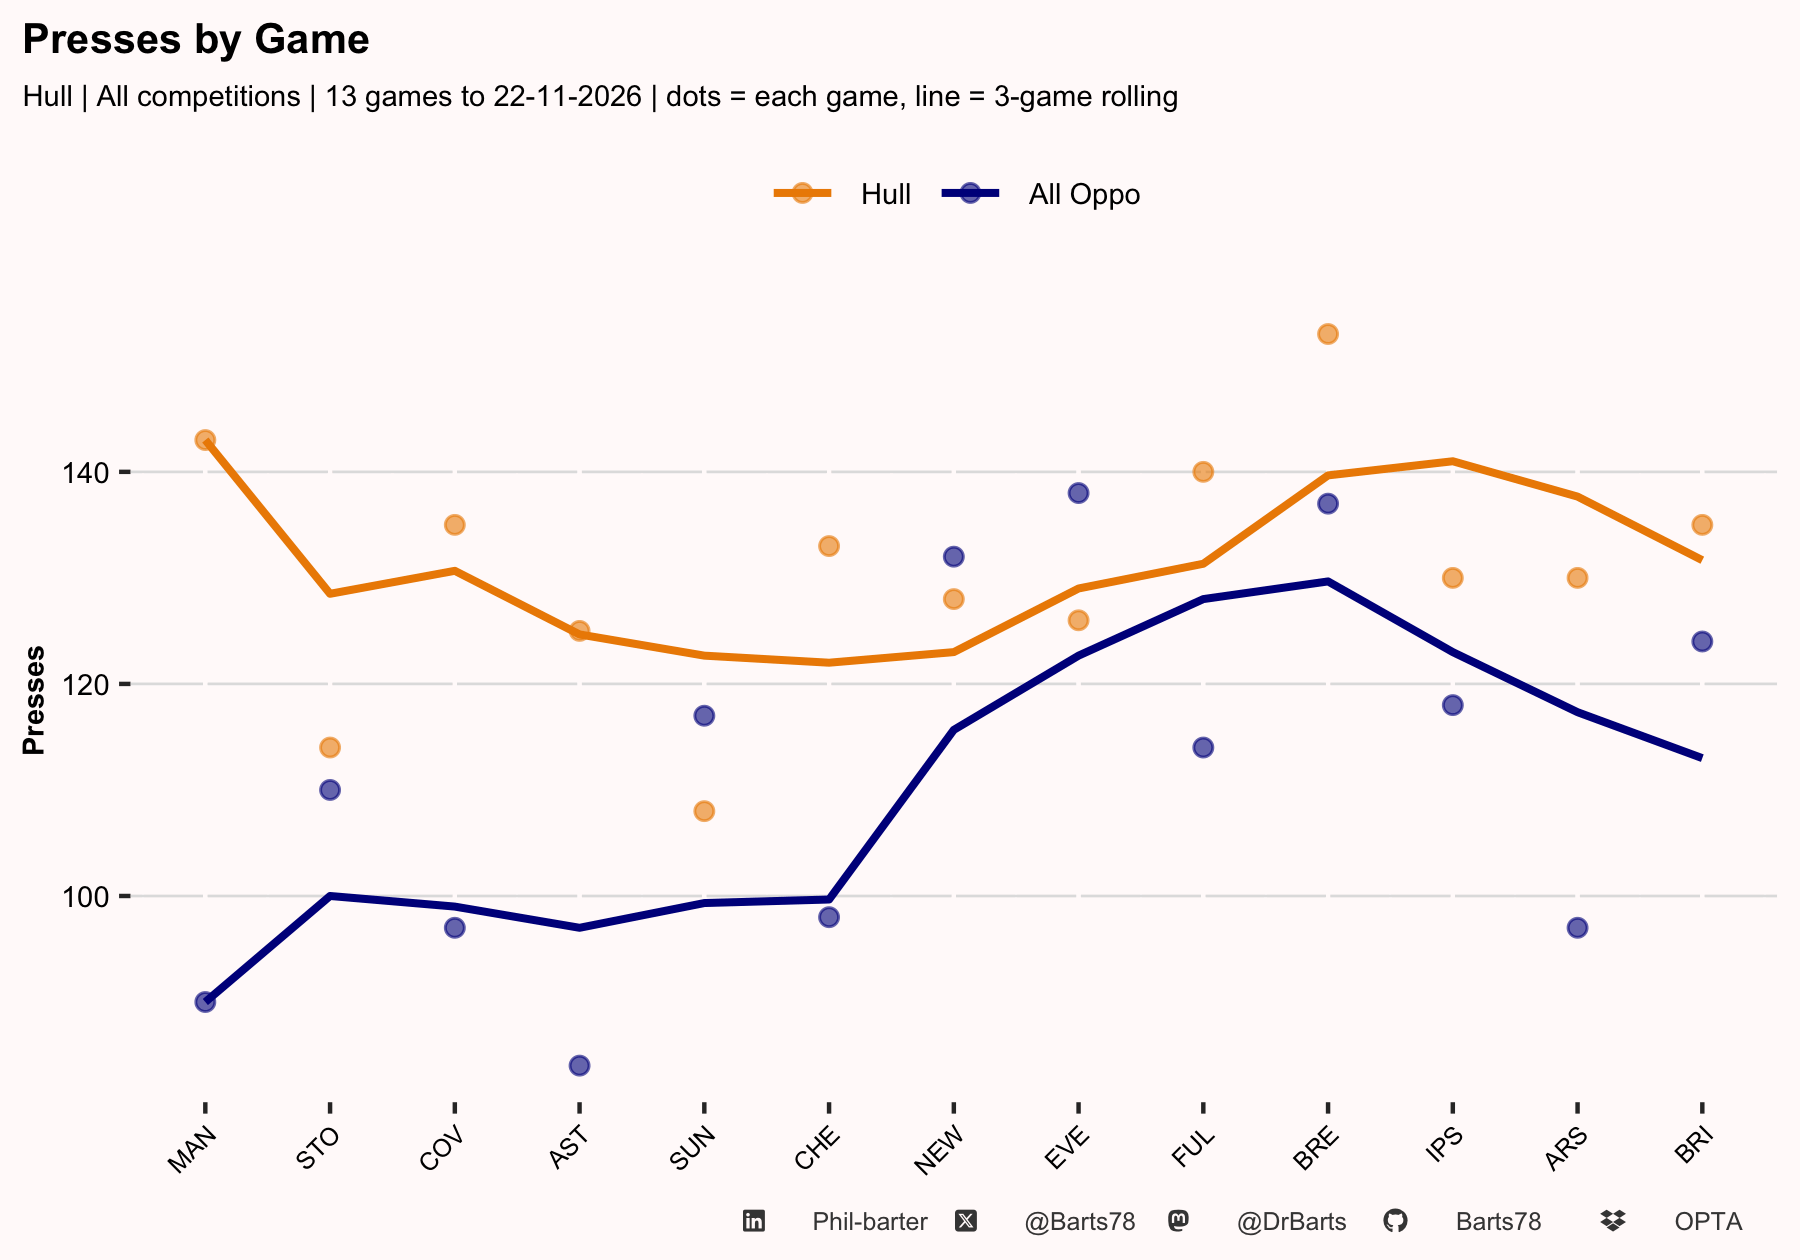 Presses by Game
Hull | All competitions | 13 games to 22-11-2026 | dots = each game, line = 3-game rolling
Hull All Oppo
Presses
140
120
100
MAN STO COV AST SUN CHE NEW EVE FUL BRE IPS ARS BRI
Phil-barter @Barts78 @DrBarts Barts78 OPTA